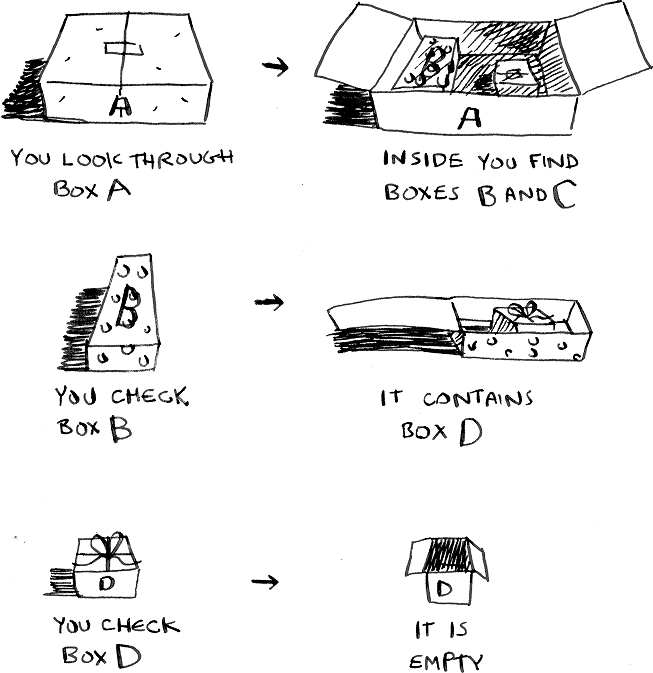 A
A
YOU LOOK THROUGH
BOX A
INSIDE YOU FIND
BOXES B AND C
B
YOU CHECK
BOX B
IT CONTAINS
BOX D
D
D
YOU CHECK
BOX D
IT IS
EMPTY